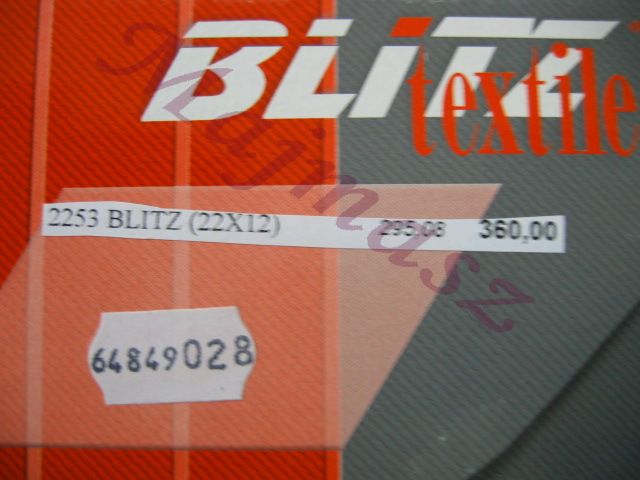 BLITZ
textile
2253 BLITZ (22X12) 295,08 360,00
64849028
Majmasz